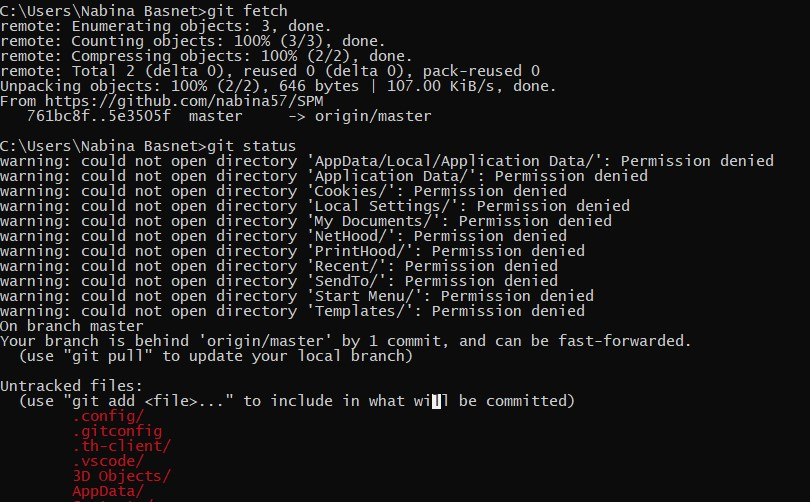 C:\Users\Nabina Basnet>git fetch
remote: Enumerating objects: 3, done.
remote: Counting objects: 100% (3/3), done.
remote: Compressing objects: 100% (2/2), done.
remote: Total 2 (delta 0), reused 0 (delta 0), pack-reused 0
Unpacking objects: 100% (2/2), 646 bytes | 107.00 KiB/s, done.
From https://github.com/nabina57/SPM
   761bc8f..5e3505f  master     -> origin/master

C:\Users\Nabina Basnet>git status
warning: could not open directory 'AppData/Local/Application Data/': Permission denied
warning: could not open directory 'Application Data/': Permission denied
warning: could not open directory 'Cookies/': Permission denied
warning: could not open directory 'Local Settings/': Permission denied
warning: could not open directory 'My Documents/': Permission denied
warning: could not open directory 'NetHood/': Permission denied
warning: could not open directory 'PrintHood/': Permission denied
warning: could not open directory 'Recent/': Permission denied
warning: could not open directory 'SendTo/': Permission denied
warning: could not open directory 'Start Menu/': Permission denied
warning: could not open directory 'Templates/': Permission denied
On branch master
Your branch is behind 'origin/master' by 1 commit, and can be fast-forwarded.
  (use "git pull" to update your local branch)

Untracked files:
  (use "git add <file>..." to include in what will be committed)
        .config/
        .gitconfig
        .th-client/
        .vscode/
        3D Objects/
        AppData/